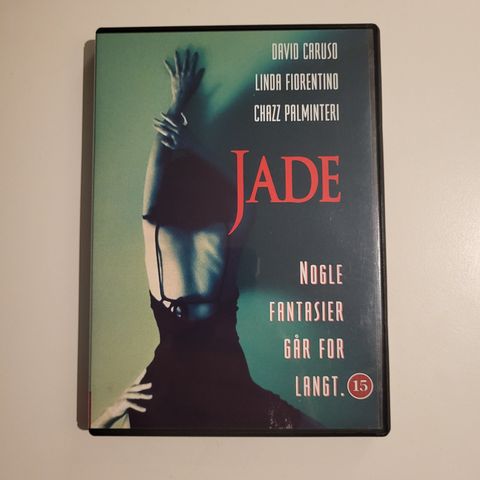 DAVID CARUSO
LINDA FIORENTINO
CHAZZ PALMINTERI
JADE
NOGLE
FANTASIER
GÅR FOR
LANGT.
15